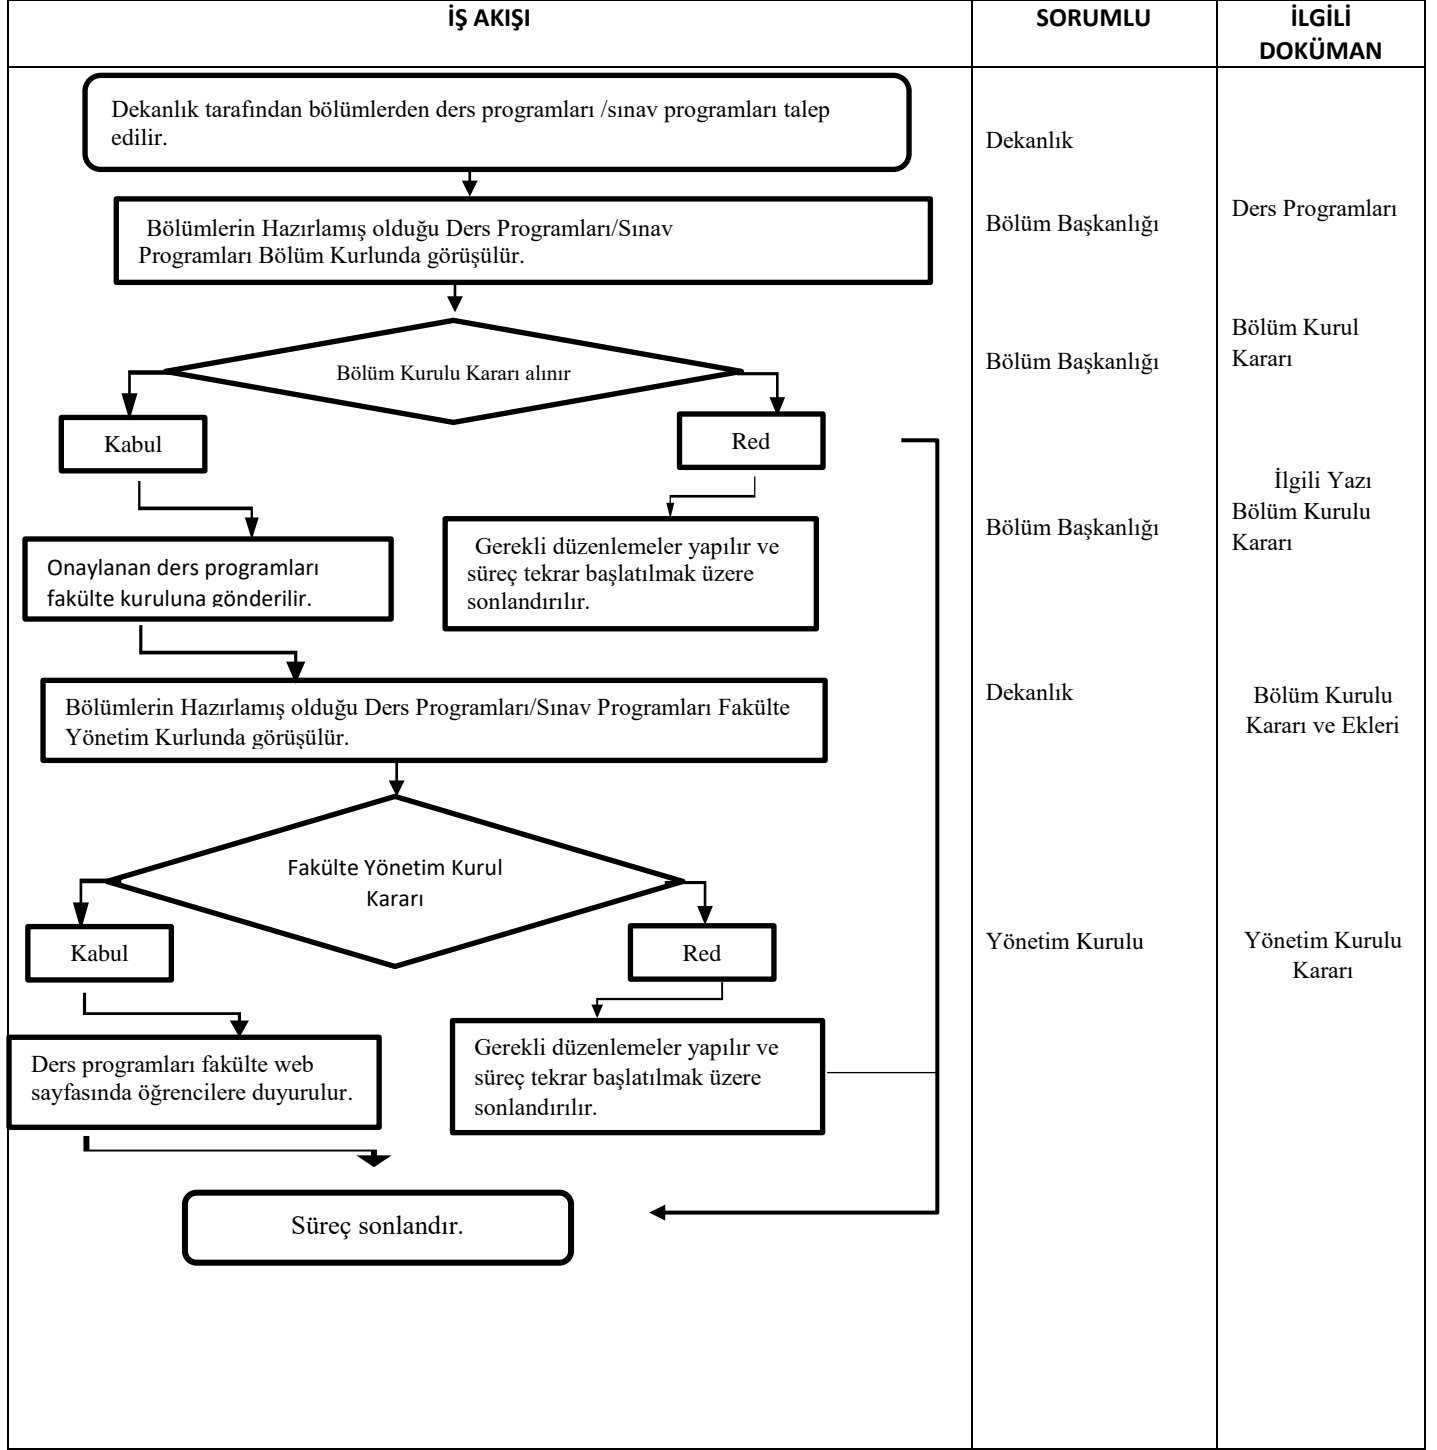 İŞ AKIŞI
SORUMLU
İLGİLİ
DOKÜMAN
Dekanlık tarafından bölümlerden ders programları /sınav programları talep
edilir.
Dekanlık
Bölümlerin Hazırlamış olduğu Ders Programları/Sınav
Programları Bölüm Kurlunda görüşülür.
Bölüm Başkanlığı
Ders Programları
Bölüm Kurulu Kararı alınır
Bölüm Başkanlığı
Bölüm Kurul
Kararı
Kabul
Red
Onaylanan ders programları
fakülte kuruluna gönderilir.
Gerekli düzenlemeler yapılır ve
süreç tekrar başlatılmak üzere
sonlandırılır.
Bölüm Başkanlığı
İlgili Yazı
Bölüm Kurulu
Kararı
Bölümlerin Hazırlamış olduğu Ders Programları/Sınav Programları Fakülte
Yönetim Kurlunda görüşülür.
Dekanlık
Bölüm Kurulu
Kararı ve Ekleri
Fakülte Yönetim Kurul
Kararı
Kabul
Red
Yönetim Kurulu
Yönetim Kurulu
Kararı
Ders programları fakülte web
sayfasında öğrencilere duyurulur.
Gerekli düzenlemeler yapılır ve
süreç tekrar başlatılmak üzere
sonlandırılır.
Süreç sonlandır.